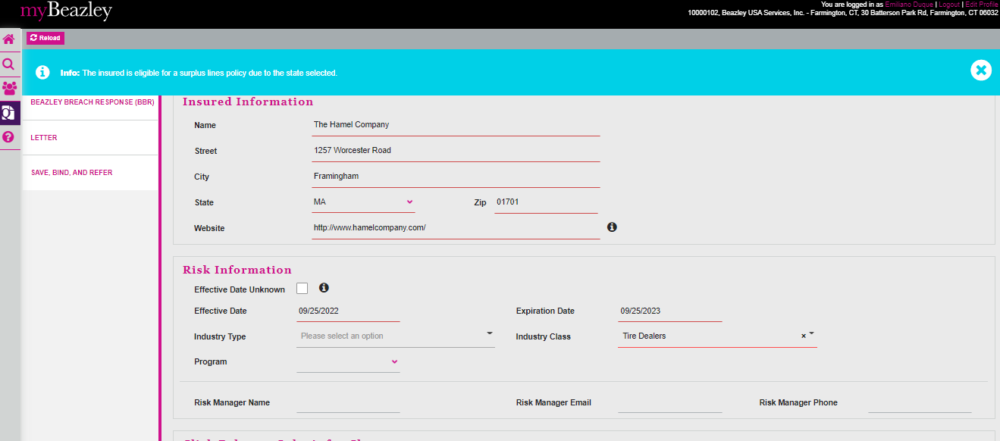 myBeazley
You are logged in as Emiliano Duque | Logout | Edit Profile
10000102, Beazley USA Services, Inc. - Farmington, CT, 30 Batterson Park Rd, Farmington, CT 06032
Reload
Info: The insured is eligible for a surplus lines policy due to the state selected.
BEAZLEY BREACH RESPONSE (BBR)
LETTER
SAVE, BIND, AND REFER
Insured Information
Name The Hamel Company
Street 1257 Worcester Road
City Framingham
State MA Zip 01701
Website http://www.hamelcompany.com/
Risk Information
Effective Date Unknown
Effective Date 09/25/2022 Expiration Date 09/25/2023
Industry Type Please select an option Industry Class Tire Dealers
Program
Risk Manager Name Risk Manager Email Risk Manager Phone